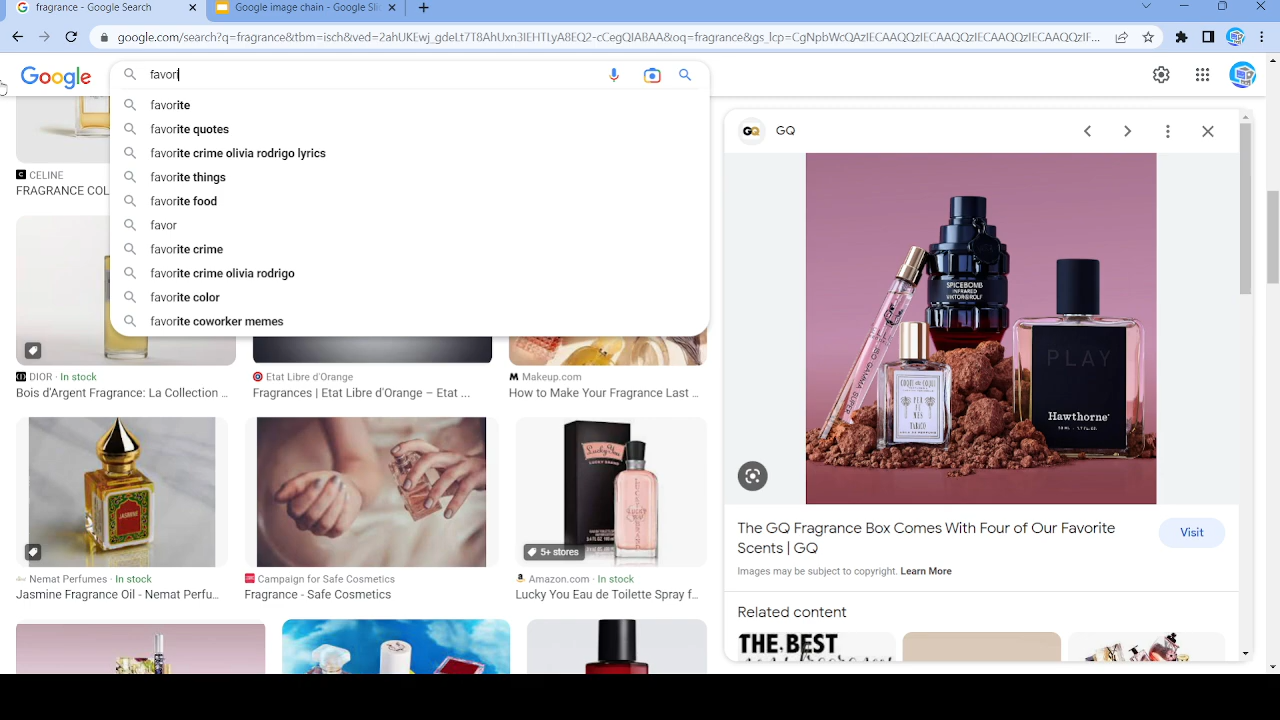 fragrance - Google Search
Google image chain - Google Sli
google.com/search?q=fragrance&tbm=isch&ved=2ahUKEwj_gdeLt7T8AhUxn3IEHTLyA8EQ2-cCegQIABAA&oq=fragrance&gs_lcp=CgNpbWcQAzIECAAQQzIECAAQQzIECAAQQzIECAAQQzIF...
Google
favor
favorite
favorite quotes
favorite crime olivia rodrigo lyrics
favorite things
favorite food
favor
favorite crime
favorite crime olivia rodrigo
favorite color
favorite coworker memes
CELINE
FRAGRANCE COL
DIOR · In stock
Bois d'Argent Fragrance: La Collection ...
Etat Libre d'Orange
Fragrances | Etat Libre d'Orange – Etat ...
M Makeup.com
How to Make Your Fragrance Last ...
JASMINE
Nemat Perfumes · In stock
Jasmine Fragrance Oil - Nemat Perfu...
Campaign for Safe Cosmetics
Fragrance - Safe Cosmetics
Lucky You
LUCKY YOU
5+ stores
Amazon.com · In stock
Lucky You Eau de Toilette Spray f...
GQ
GQ
SPICEBOMB
INFRARED
VIKTOR&ROLF
PLAY
Hawthorne
The GQ Fragrance Box Comes With Four of Our Favorite
Scents | GQ
Visit
Images may be subject to copyright. Learn More
Related content
THE BEST